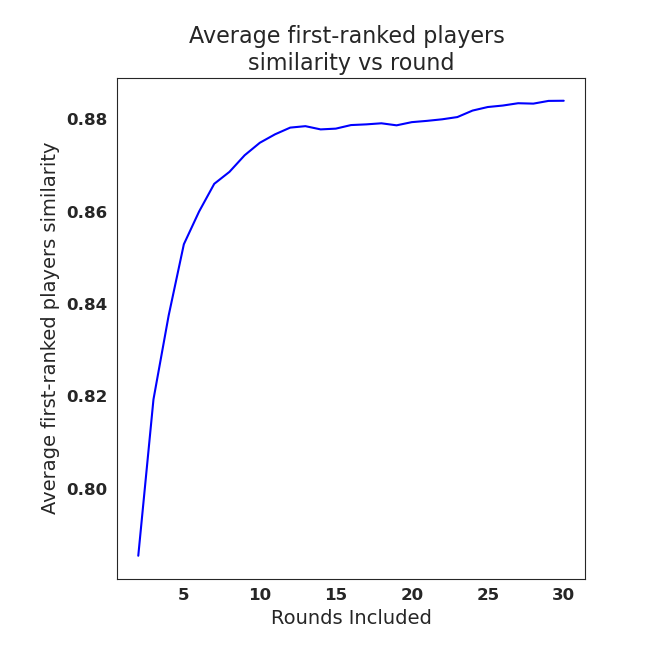 Average first-ranked players
similarity vs round
Average first-ranked players similarity
0.88
0.86
0.84
0.82
0.80
5 10 15 20 25 30
Rounds Included